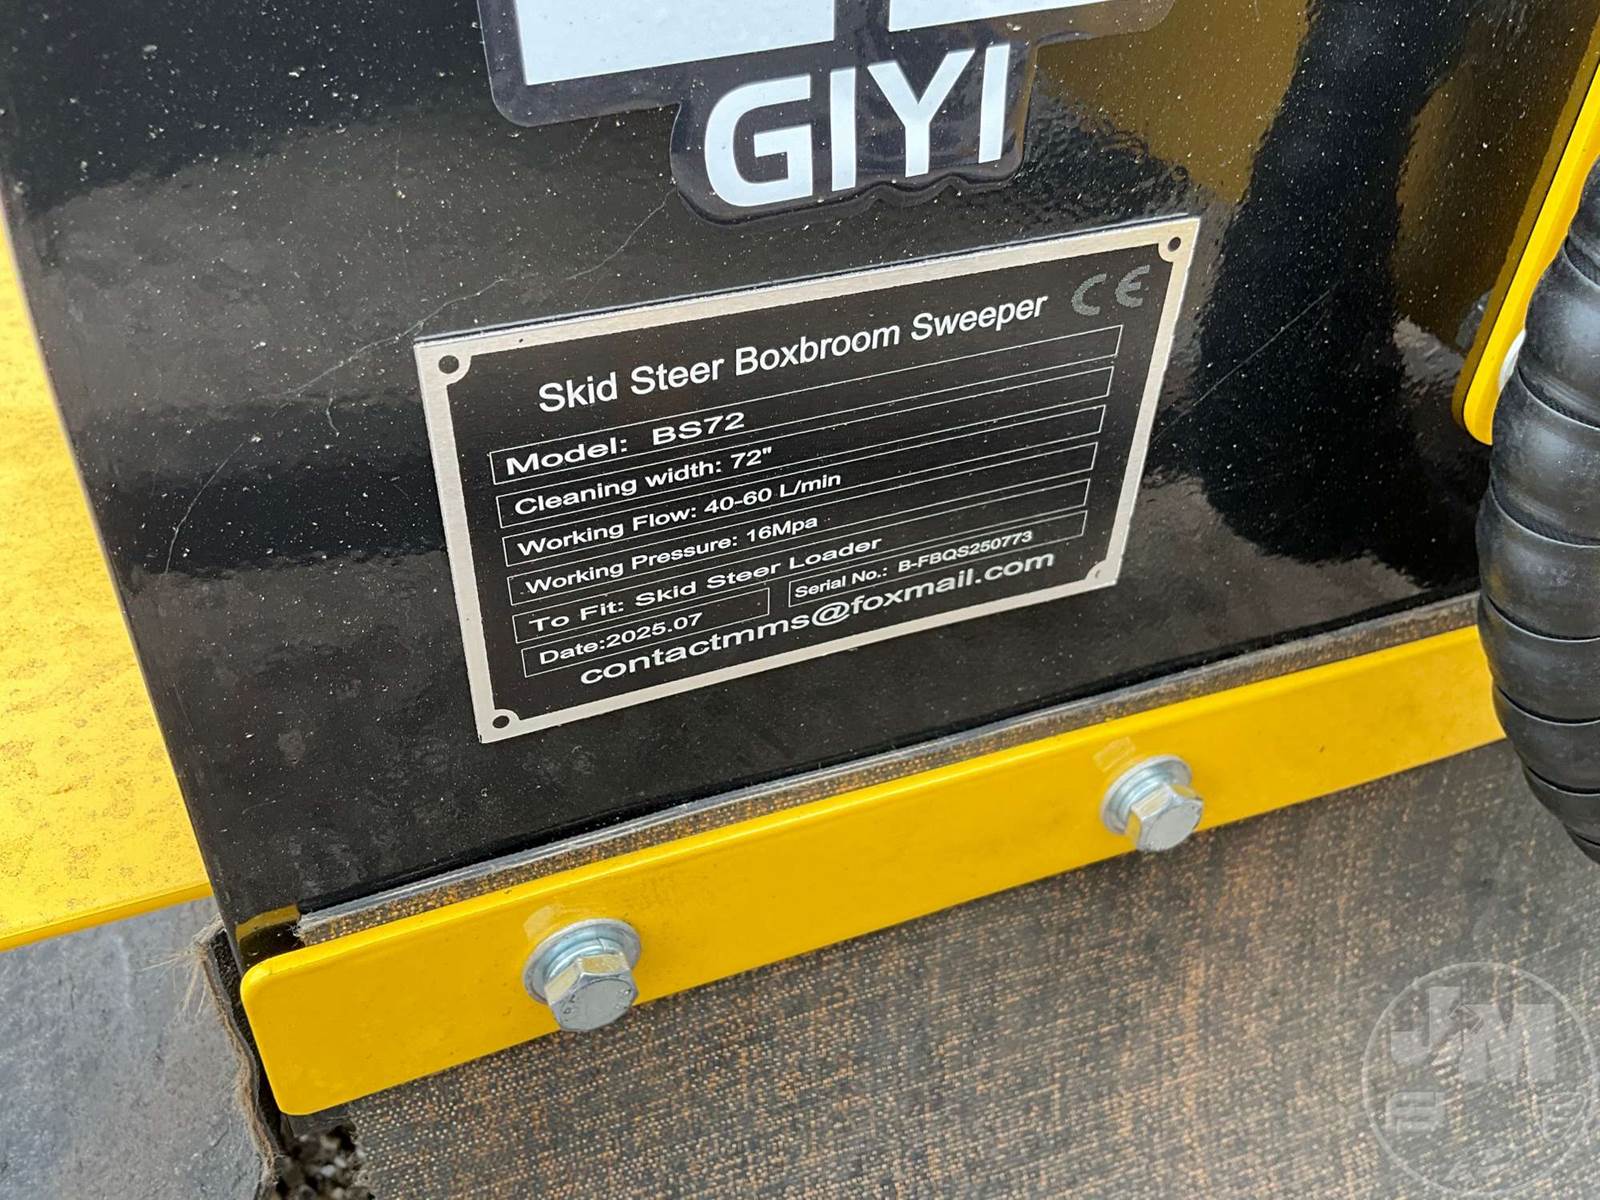 GIYI
Skid Steer Boxbroom Sweeper CE
Model: BS72
Cleaning width: 72"
Working Flow: 40-60 L/min
Working Pressure: 16Mpa
To Fit: Skid Steer Loader
Date:2025.07 Serial No.: B-FBQS250773
contactmms@foxmail.com
JM